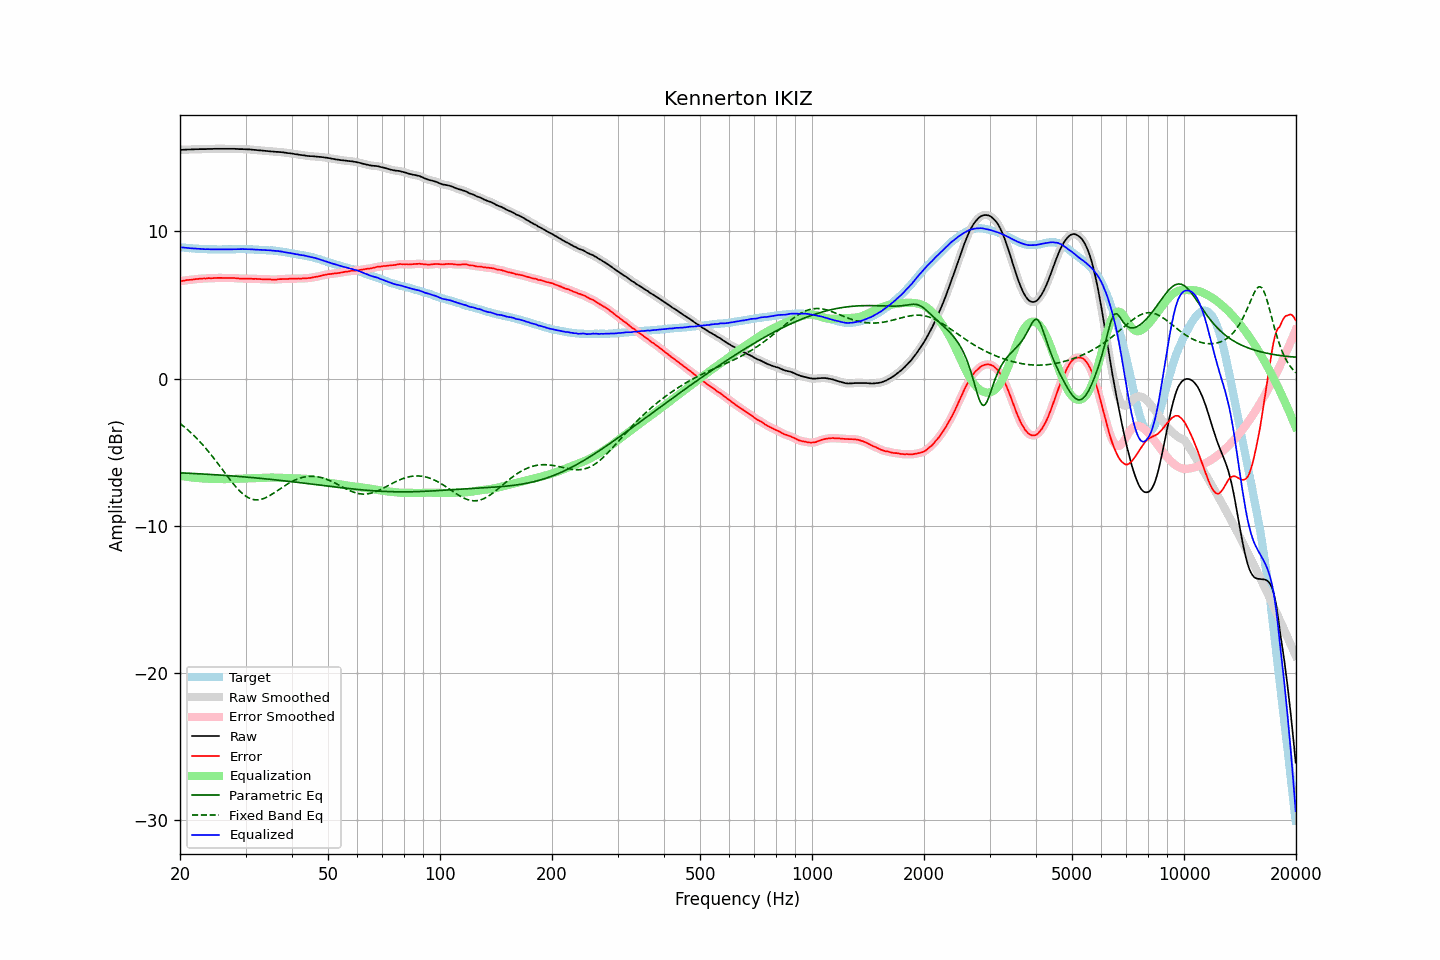 Kennerton IKIZ
Amplitude (dBr)
10
0
−10
−20
−30
Target
Raw Smoothed
Error Smoothed
Raw
Error
Equalization
Parametric Eq
Fixed Band Eq
Equalized
20 50 100 200 500 1000 2000 5000 10000 20000
Frequency (Hz)